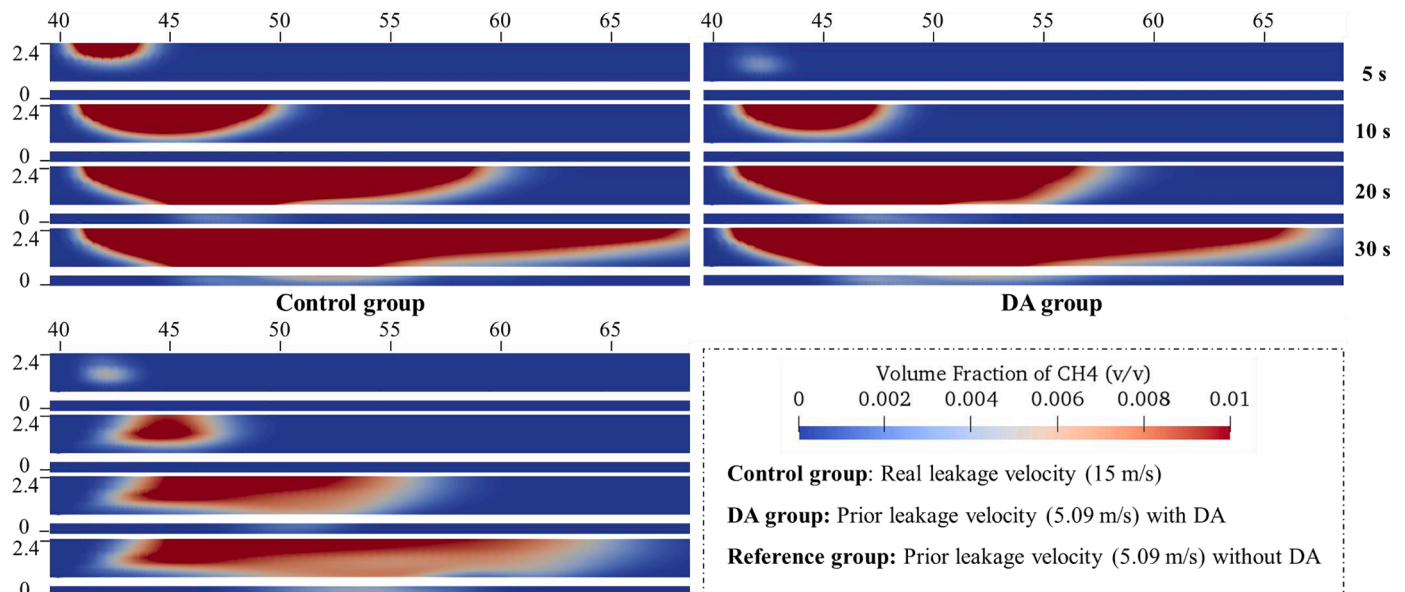 40 45 50 55 60 65
40 45 50 55 60 65
2.4
0
5 s
2.4
0
10 s
2.4
0
20 s
2.4
0
30 s
Control group
DA group
40 45 50 55 60 65
2.4
0
2.4
0
2.4
0
2.4
0
Volume Fraction of CH4 (v/v)
0 0.002 0.004 0.006 0.008 0.01
Control group: Real leakage velocity (15 m/s)
DA group: Prior leakage velocity (5.09 m/s) with DA
Reference group: Prior leakage velocity (5.09 m/s) without DA